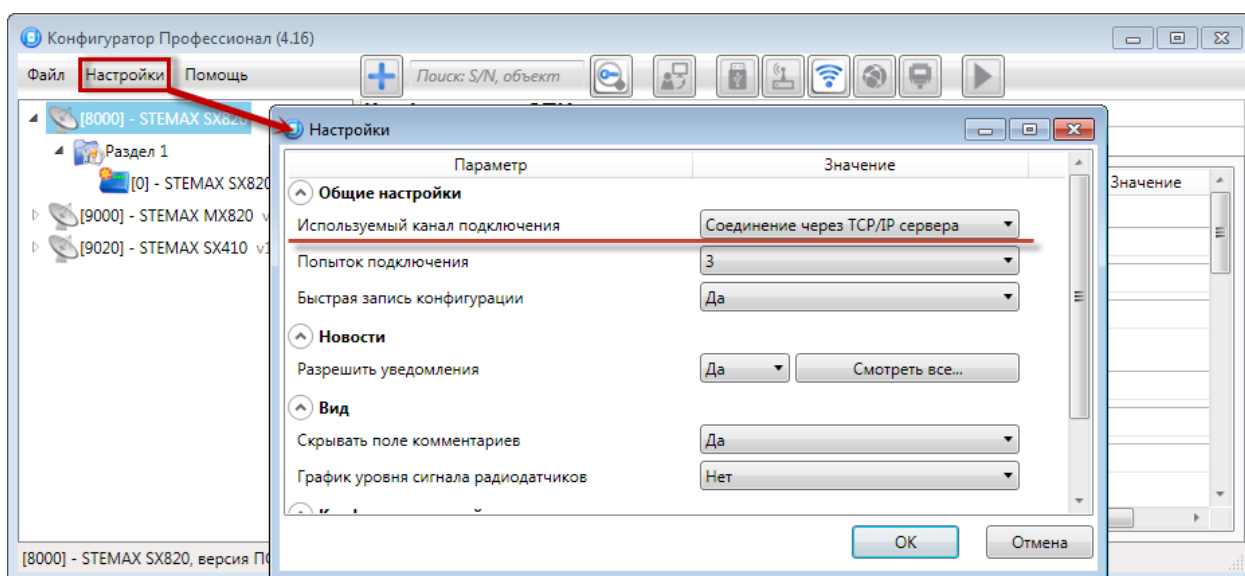 Конфигуратор Профессионал (4.16)
Файл Настройки Помощь
Поиск: S/N, объект
[8000] - STEMAX SX820
Раздел 1
[0] - STEMAX SX820
[9000] - STEMAX MX820
[9020] - STEMAX SX410
Значение
Настройки
Параметр Значение
Общие настройки
Используемый канал подключения Соединение через TCP/IP сервера
Попыток подключения 3
Быстрая запись конфигурации Да
Новости
Разрешить уведомления Да Смотреть все...
Вид
Скрывать поле комментариев Да
График уровня сигнала радиодатчиков Нет
OK Отмена
[8000] - STEMAX SX820, версия